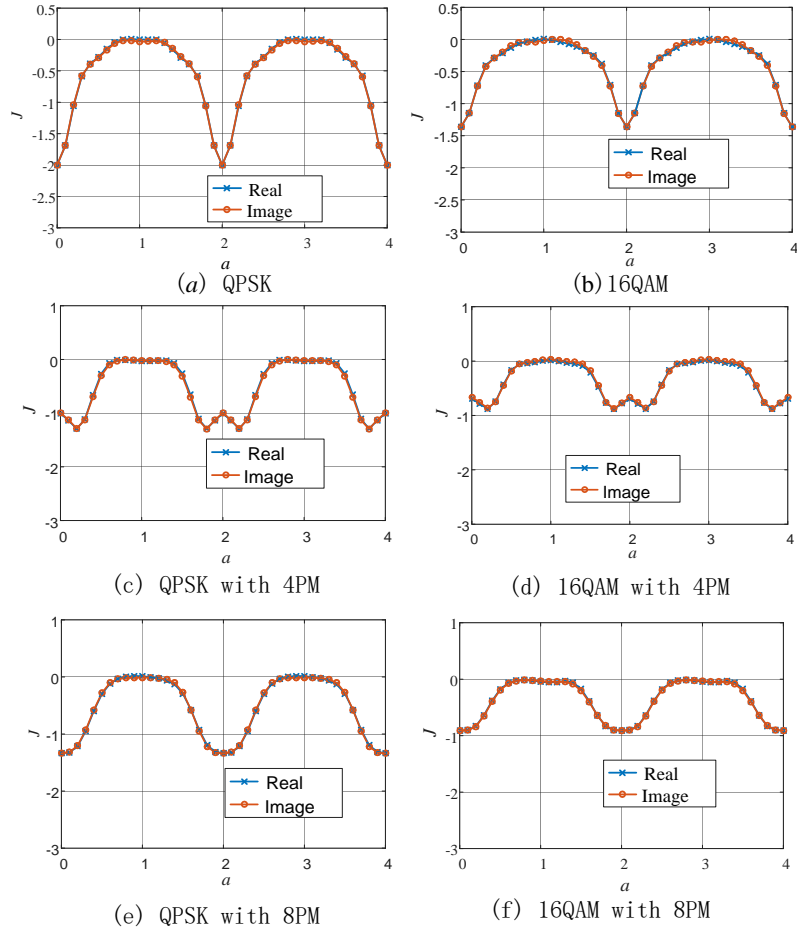 0.5
0
-0.5
-1
-1.5
-2
-2.5
-3
J
Real
Image
0 1 2 3 4
a
(a) QPSK
0.5
0
-0.5
-1
-1.5
-2
-2.5
-3
J
Real
Image
0 1 2 3 4
a
(b)16QAM
1
0
-1
-2
-3
J
Real
Image
0 1 2 3 4
a
(c) QPSK with 4PM
1
0
-1
-2
-3
J
Real
Image
0 1 2 3 4
a
(d) 16QAM with 4PM
1
0
-1
-2
-3
J
Real
Image
0 1 2 3 4
a
(e) QPSK with 8PM
1
0
-1
-2
-3
J
Real
Image
0 1 2 3 4
a
(f) 16QAM with 8PM